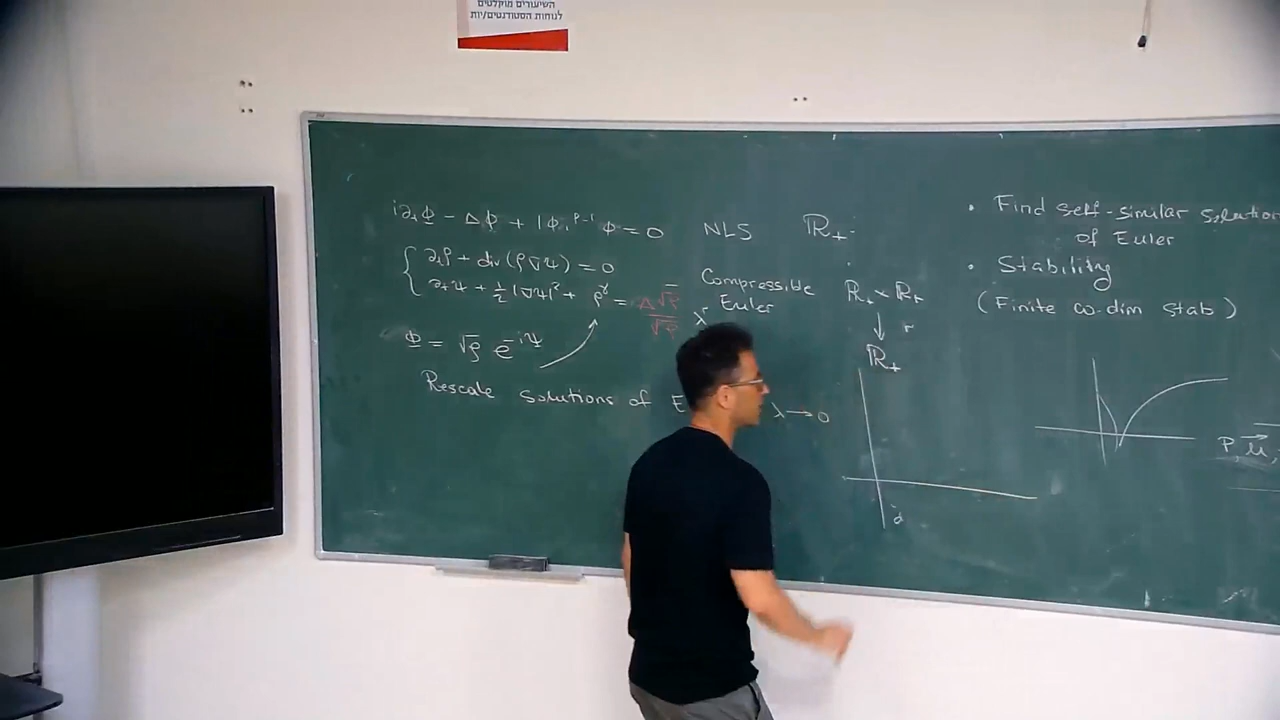 השיעורים מוקלטים
לנוחות הסטודנטים/יות
i∂ₜΦ − ΔΦ + |Φ|ᵖ⁻¹ Φ = 0 NLS ℝ₊
∂ₜρ + div(ρ∇Ψ) = 0
∂ₜΨ + ½|∇Ψ|² + ρ^γ = Δ√ρ/√ρ λ^r
Compressible
Euler
ℝ₊ × ℝ₊
↓ r
ℝ₊
Φ = √ρ e^{-iΨ}
Rescale solutions of E
λ → 0
d
• Find self-similar solution
of Euler
• Stability
(Finite co-dim stab)